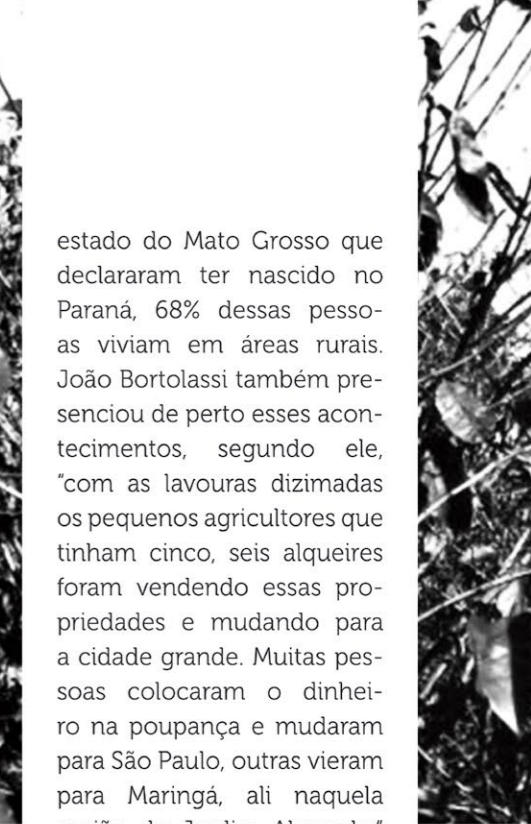 estado do Mato Grosso que
declararam ter nascido no
Paraná, 68% dessas pesso-
as viviam em áreas rurais.
João Bortolassi também pre-
senciou de perto esses acon-
tecimentos, segundo ele,
“com as lavouras dizimadas
os pequenos agricultores que
tinham cinco, seis alqueires
foram vendendo essas pro-
priedades e mudando para
a cidade grande. Muitas pes-
soas colocaram o dinhei-
ro na poupança e mudaram
para São Paulo, outras vieram
para Maringá, ali naquela